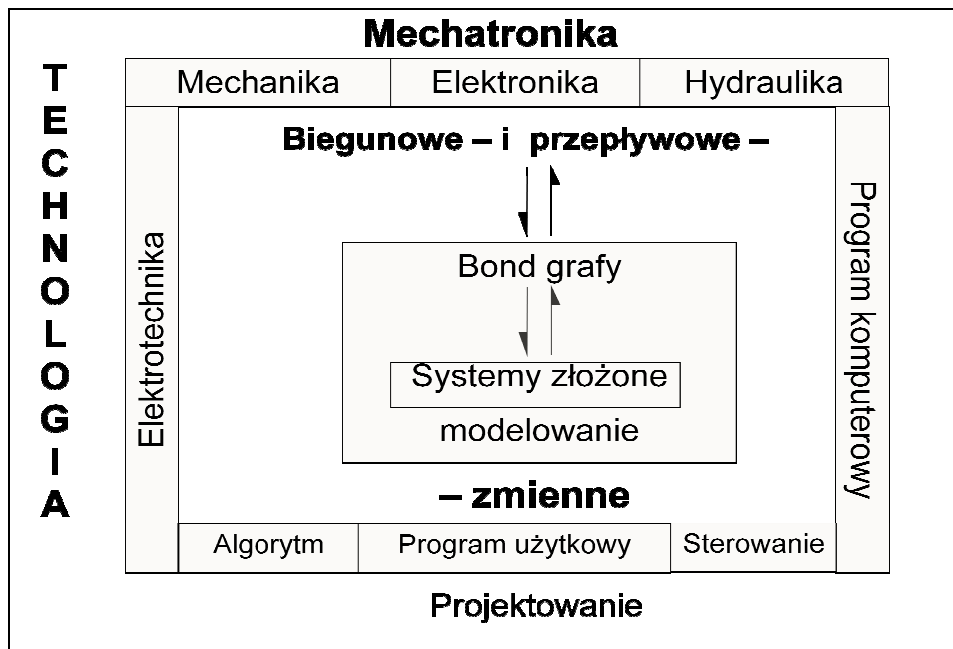 Mechatronika
TECHNOLOGIA
Mechanika
Elektronika
Hydraulika
Elektrotechnika
Biegunowe – i przepływowe –
Program komputerowy
Bond grafy
Systemy złożone
modelowanie
– zmienne
Algorytm
Program użytkowy
Sterowanie
Projektowanie